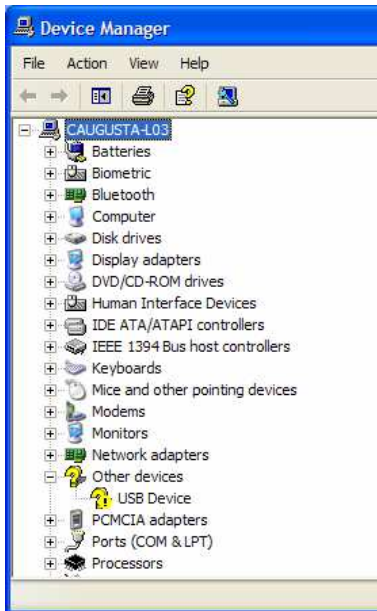 Device Manager
File Action View Help
CAUGUSTA-L03
Batteries
Biometric
Bluetooth
Computer
Disk drives
Display adapters
DVD/CD-ROM drives
Human Interface Devices
IDE ATA/ATAPI controllers
IEEE 1394 Bus host controllers
Keyboards
Mice and other pointing devices
Modems
Monitors
Network adapters
Other devices
USB Device
PCMCIA adapters
Ports (COM & LPT)
Processors